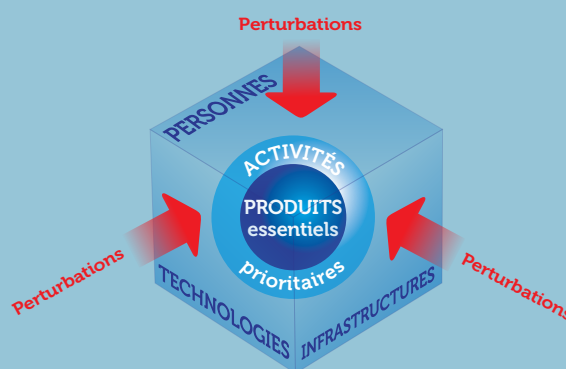 Perturbations
PERSONNES
ACTIVITÉS
PRODUITS
essentiels
prioritaires
Perturbations
Perturbations
TECHNOLOGIES
INFRASTRUCTURES